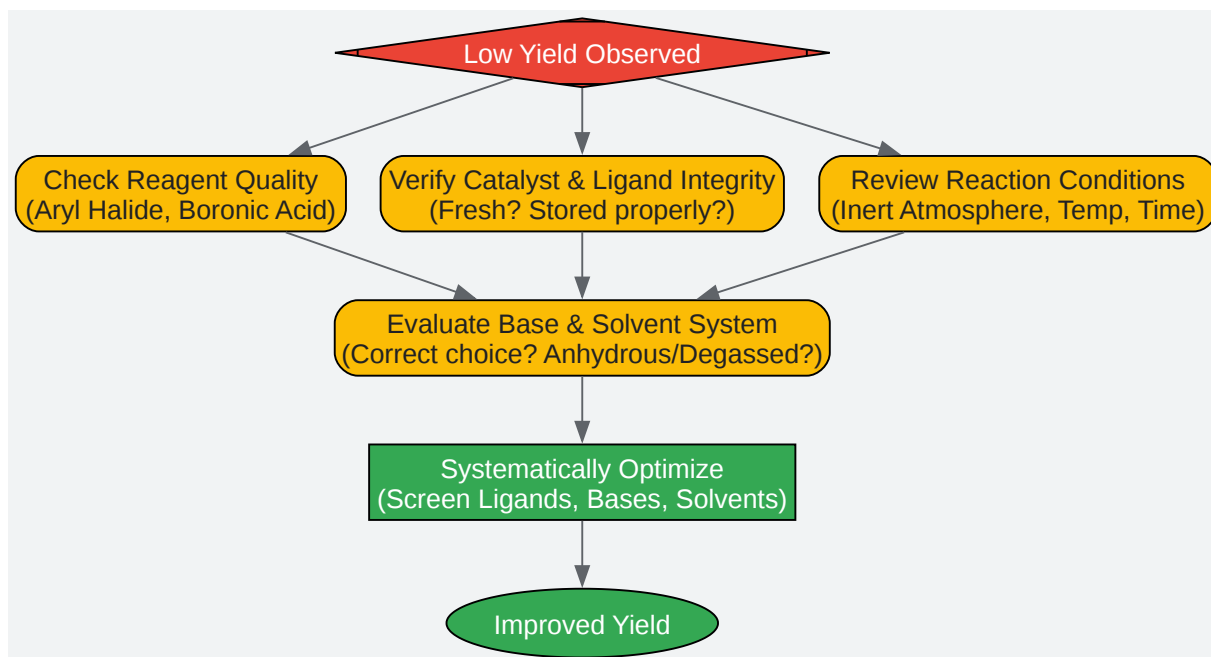 Low Yield Observed
Check Reagent Quality
(Aryl Halide, Boronic Acid)
Verify Catalyst & Ligand Integrity
(Fresh? Stored properly?)
Review Reaction Conditions
(Inert Atmosphere, Temp, Time)
Evaluate Base & Solvent System
(Correct choice? Anhydrous/Degassed?)
Systematically Optimize
(Screen Ligands, Bases, Solvents)
Improved Yield